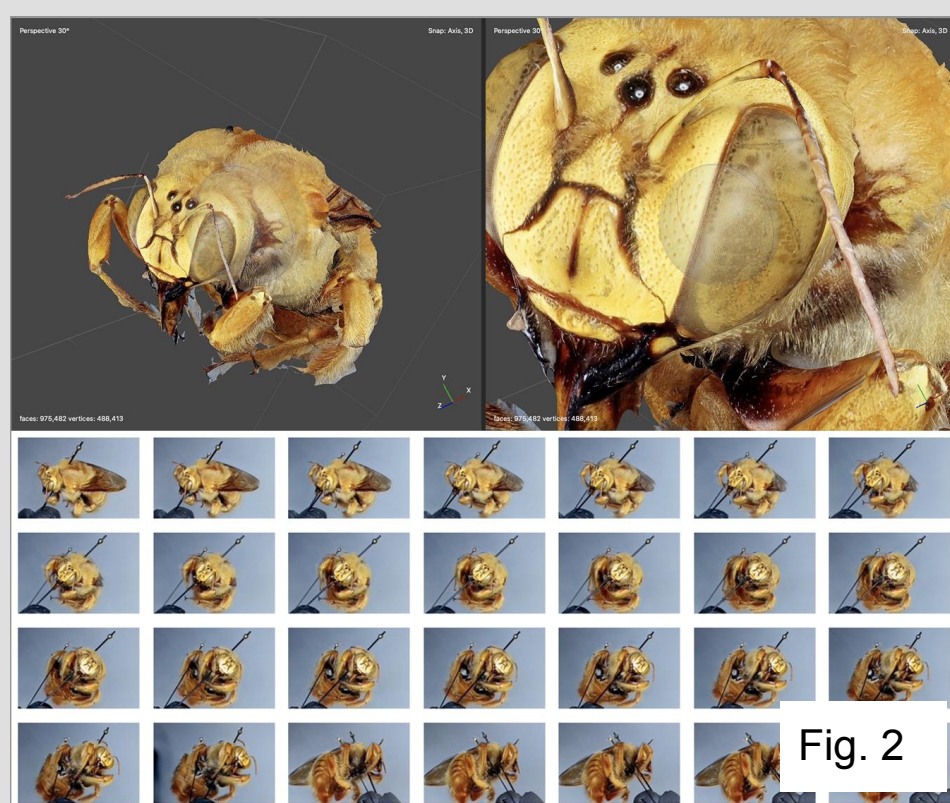 Perspective 30° Snap: Axis, 3D
Perspective 30° Snap: Axis, 3D
Y
X
Z
faces: 975,482 vertices: 488,413
faces: 975,482 vertices: 488,413
Fig. 2